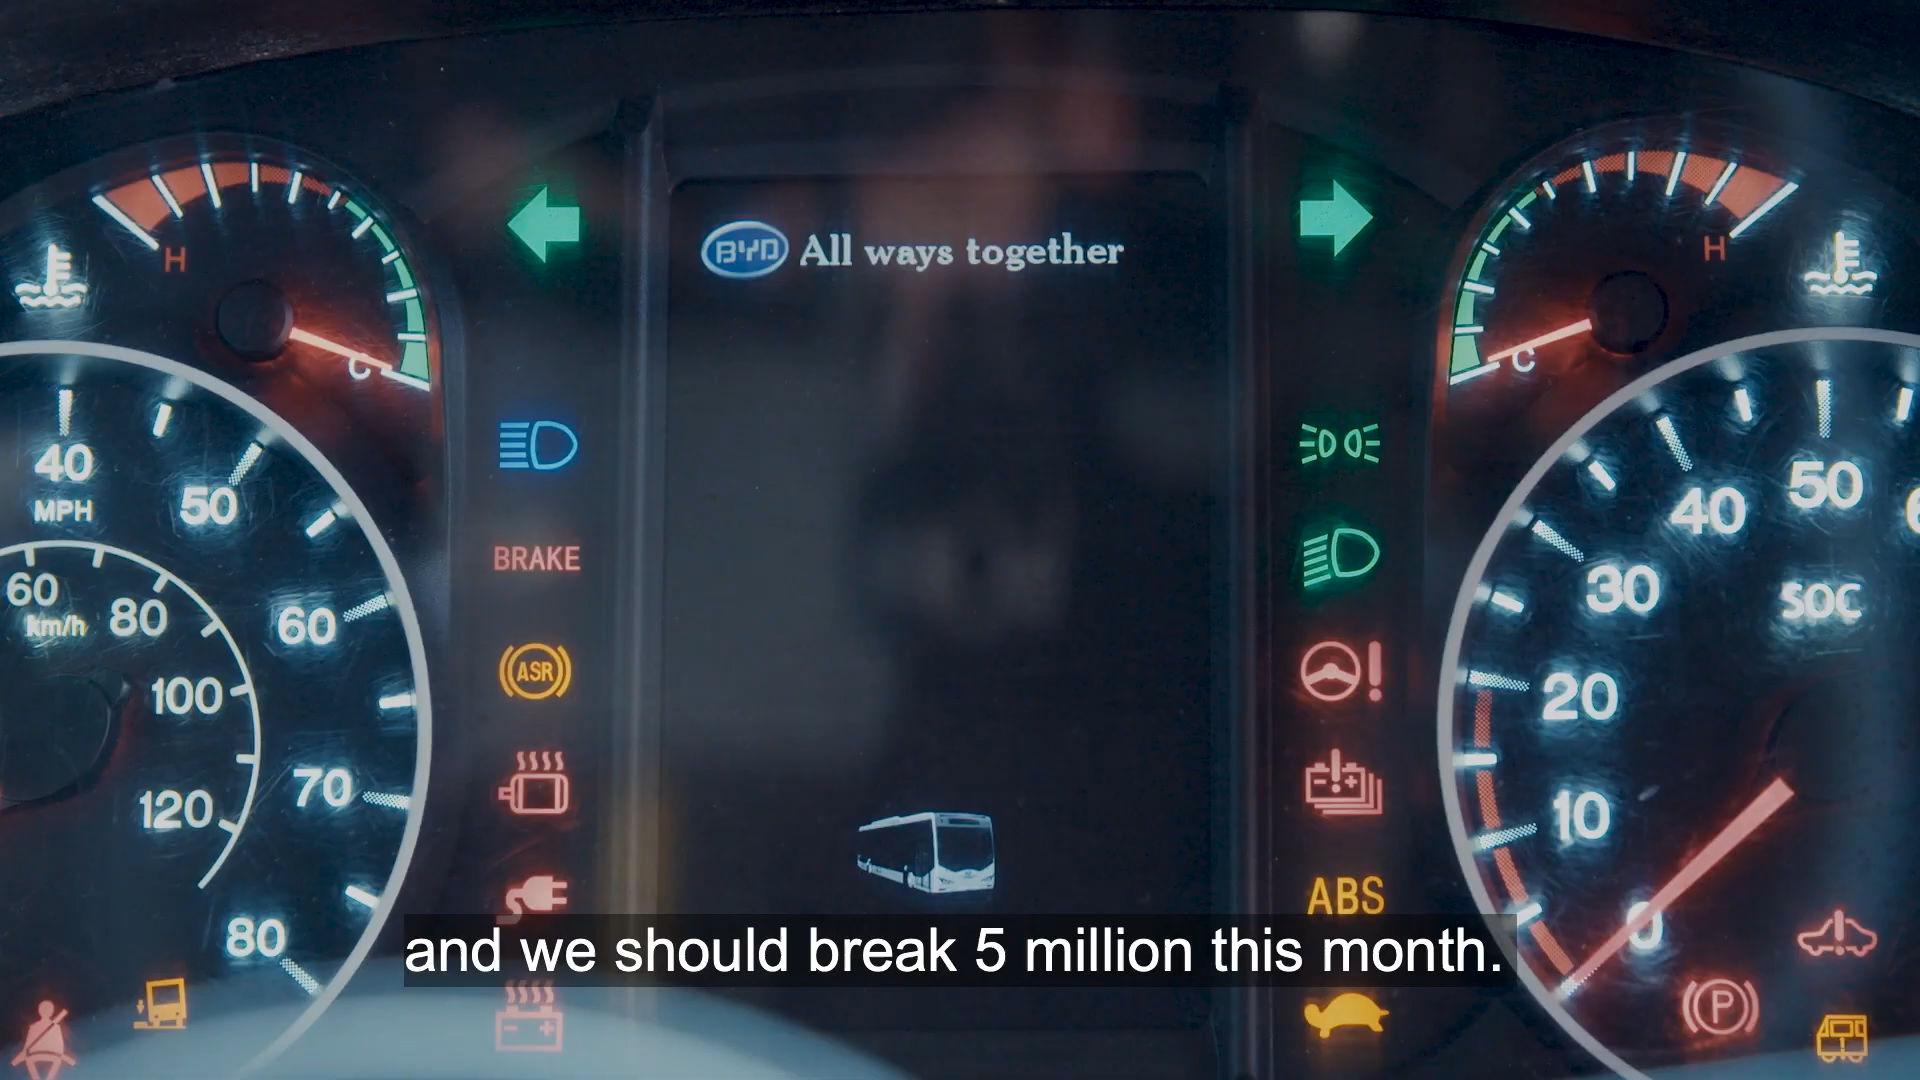 H
C
40
MPH
50
60
70
80
60
km/h
80
100
120
BRAKE
ASR
BYD All ways together
ABS
H
C
40
50
30
SOC
20
10
0
P
and we should break 5 million this month.